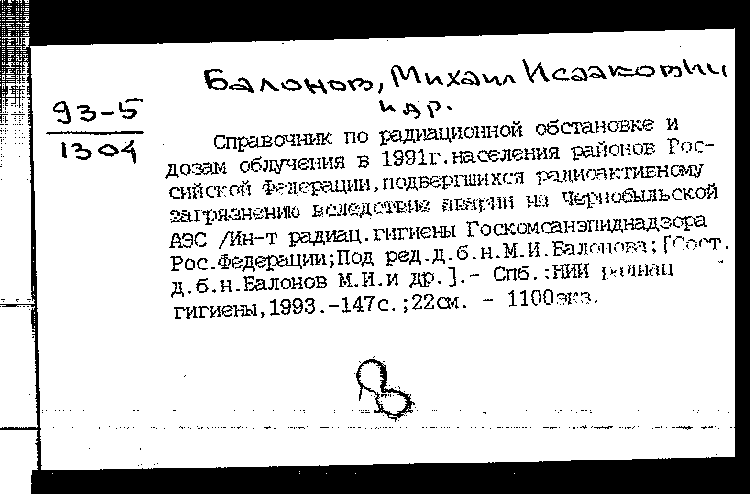 Балонов, Михаил Исаакович
и др.
93-5
1304
Справочник по радиационной обстановке и
дозам облучения в 1991г.населения районов Рос-
сийской Федерации,подвергшихся радиоактивному
загрязнению вследствие аварии на Чернобыльской
АЭС /Ин-т радиац.гигиены Госкомсанэпиднадзора
Рос.Федерации;Под ред.д.б.н.М.И.Балонова;[Сост.
д.б.н.Балонов М.И.и др.].- Спб.:НИИ радиац
гигиены,1993.-147с.;22см. - 1100экз.